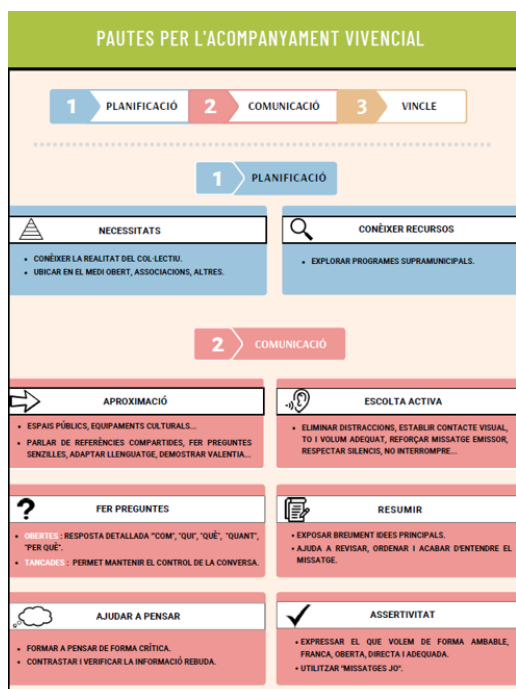 PAUTES PER L'ACOMPANYAMENT VIVENCIAL
1 PLANIFICACIÓ 2 COMUNICACIÓ 3 VINCLE
1 PLANIFICACIÓ
NECESSITATS
• CONÈIXER LA REALITAT DEL COL·LECTIU.
• UBICAR EN EL MEDI OBERT, ASSOCIACIONS, ALTRES.
CONÈIXER RECURSOS
• EXPLORAR PROGRAMES SUPRAMUNICIPALS.
2 COMUNICACIÓ
APROXIMACIÓ
• ESPAIS PÚBLICS, EQUIPAMENTS CULTURALS...
• PARLAR DE REFERÈNCIES COMPARTIDES, FER PREGUNTES
SENZILLES, ADAPTAR LLENGUATGE, DEMOSTRAR VALENTIA...
ESCOLTA ACTIVA
• ELIMINAR DISTRACCIONS, ESTABLIR CONTACTE VISUAL,
TO I VOLUM ADEQUAT, REFORÇAR MISSATGE EMISSOR,
RESPECTAR SILENCIS, NO INTERROMPRE...
FER PREGUNTES
• OBERTES : RESPOSTA DETALLADA "COM", "QUI", "QUÈ", "QUANT",
"PER QUÈ".
• TANCADES : PERMET MANTENIR EL CONTROL DE LA CONVERSA.
RESUMIR
• EXPOSAR BREUMENT IDEES PRINCIPALS.
• AJUDA A REVISAR, ORDENAR I ACABAR D'ENTENDRE EL
MISSATGE.
AJUDAR A PENSAR
• FORMAR A PENSAR DE FORMA CRÍTICA.
• CONTRASTAR I VERIFICAR LA INFORMACIÓ REBUDA.
ASSERTIVITAT
• EXPRESSAR EL QUE VOLEM DE FORMA AMBABLE,
FRANCA, OBERTA, DIRECTA I ADEQUADA.
• UTILITZAR "MISSATGES JO".